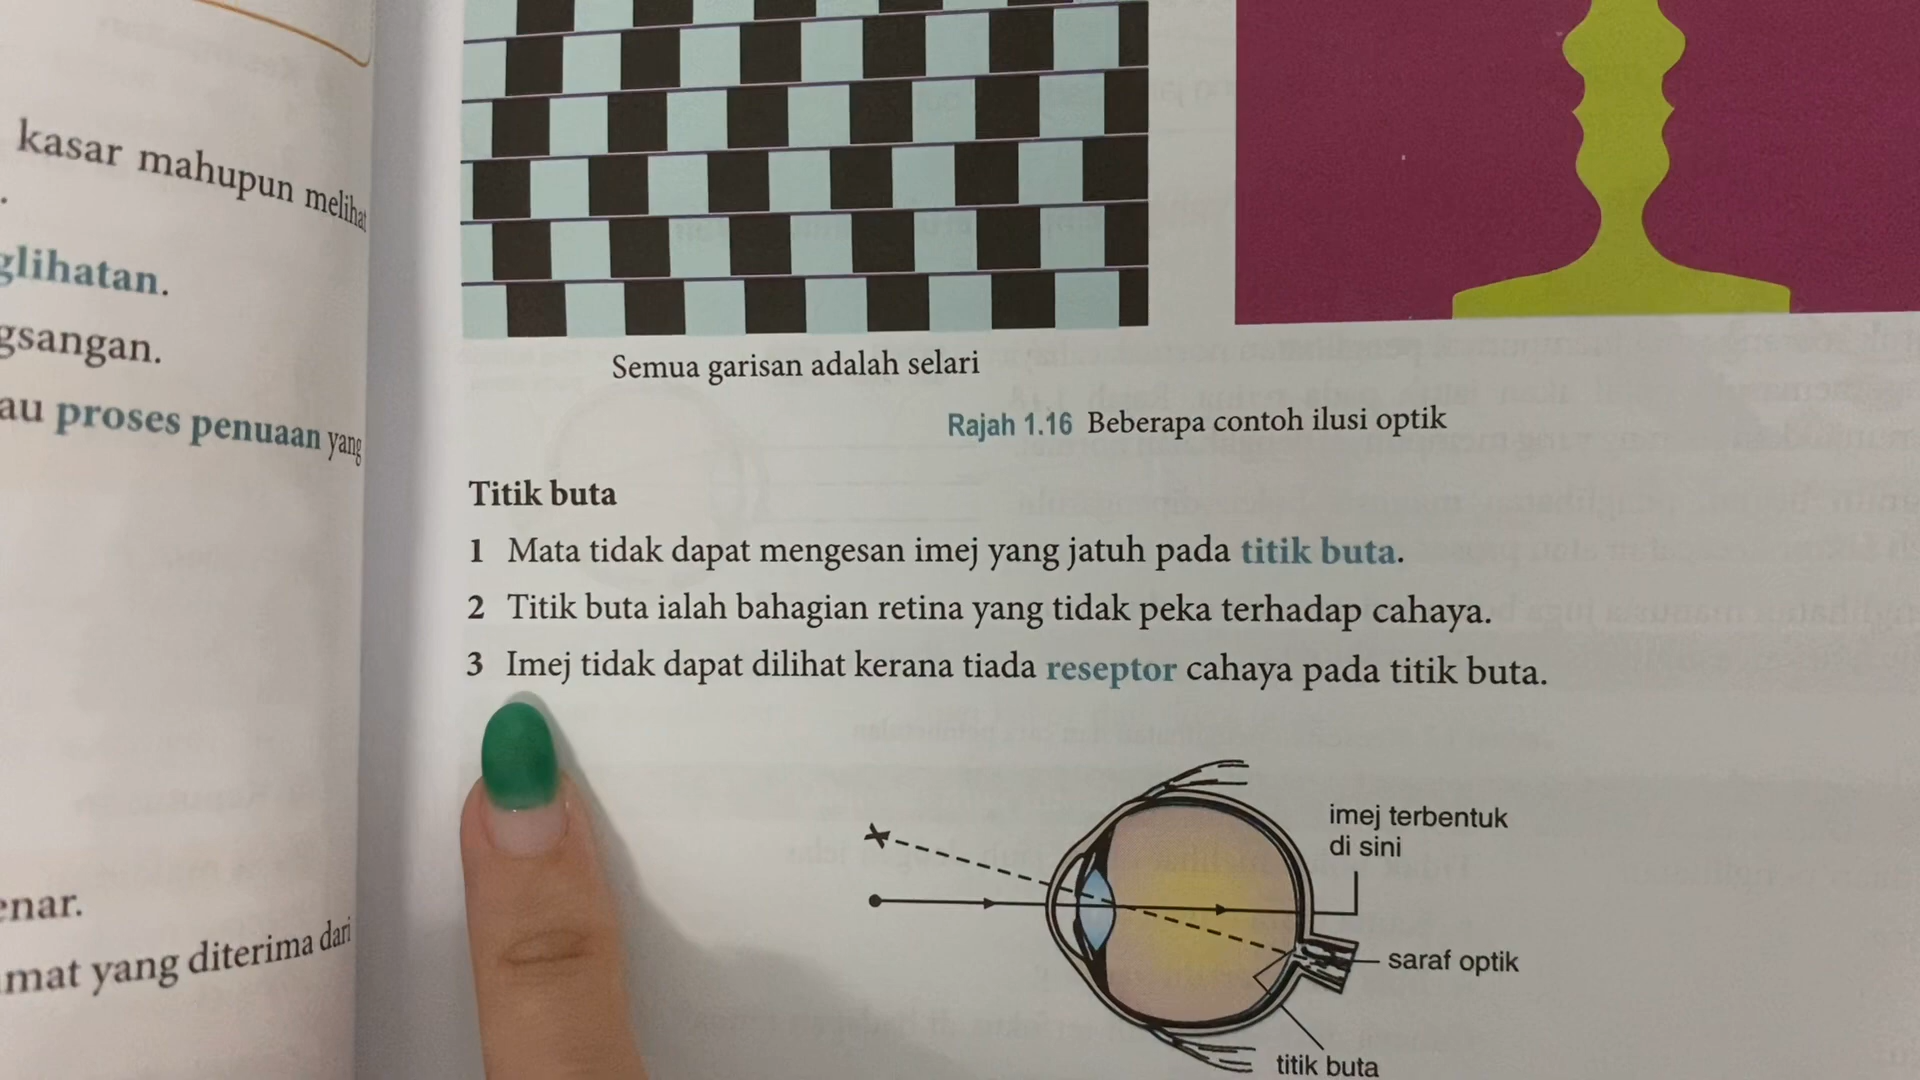 kasar mahupun melihat
glihatan.
gsangan.
au proses penuaan yang
enar.
mat yang diterima dari
Semua garisan adalah selari
Rajah 1.16 Beberapa contoh ilusi optik
Titik buta
1 Mata tidak dapat mengesan imej yang jatuh pada titik buta.
2 Titik buta ialah bahagian retina yang tidak peka terhadap cahaya.
3 Imej tidak dapat dilihat kerana tiada reseptor cahaya pada titik buta.
imej terbentuk
di sini
saraf optik
titik buta